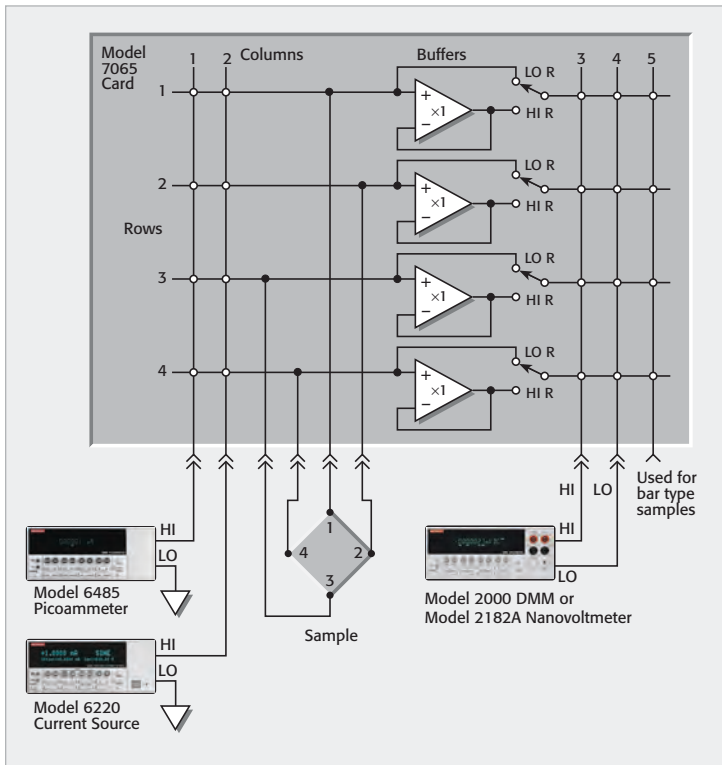 Model
7065
Card
1 2 Columns
Buffers
3 4 5
1
+
×1
−
LO R
HI R
2
+
×1
−
LO R
HI R
Rows
3
+
×1
−
LO R
HI R
4
+
×1
−
LO R
HI R
HI LO
Used for
bar type
samples
HI
LO
Model 6485
Picoammeter
1
4 2
3
Sample
HI
LO
Model 2000 DMM or
Model 2182A Nanovoltmeter
HI
LO
Model 6220
Current Source